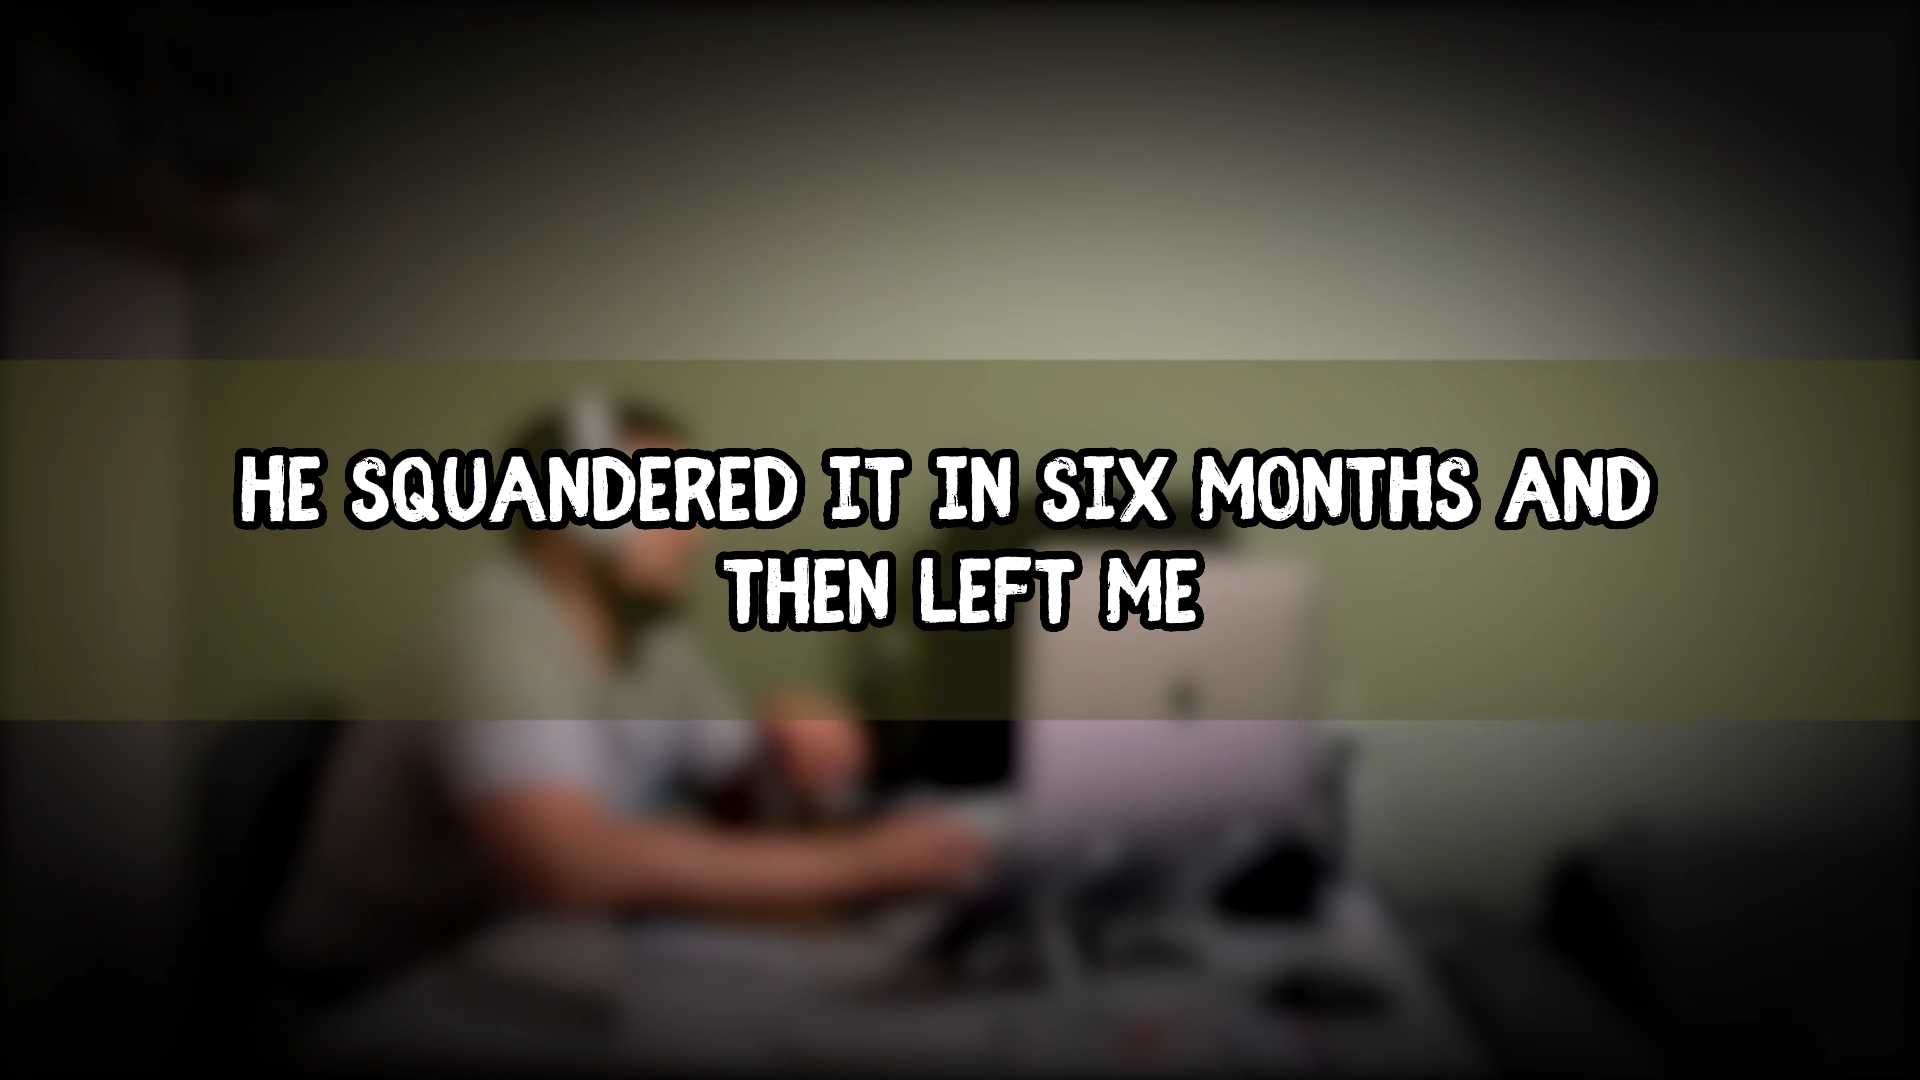 HE SQUANDERED IT IN SIX MONTHS AND
THEN LEFT ME